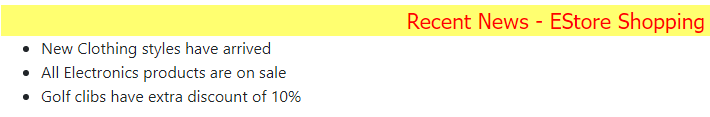 Recent News - EStore Shopping
New Clothing styles have arrived
All Electronics products are on sale
Golf clibs have extra discount of 10%